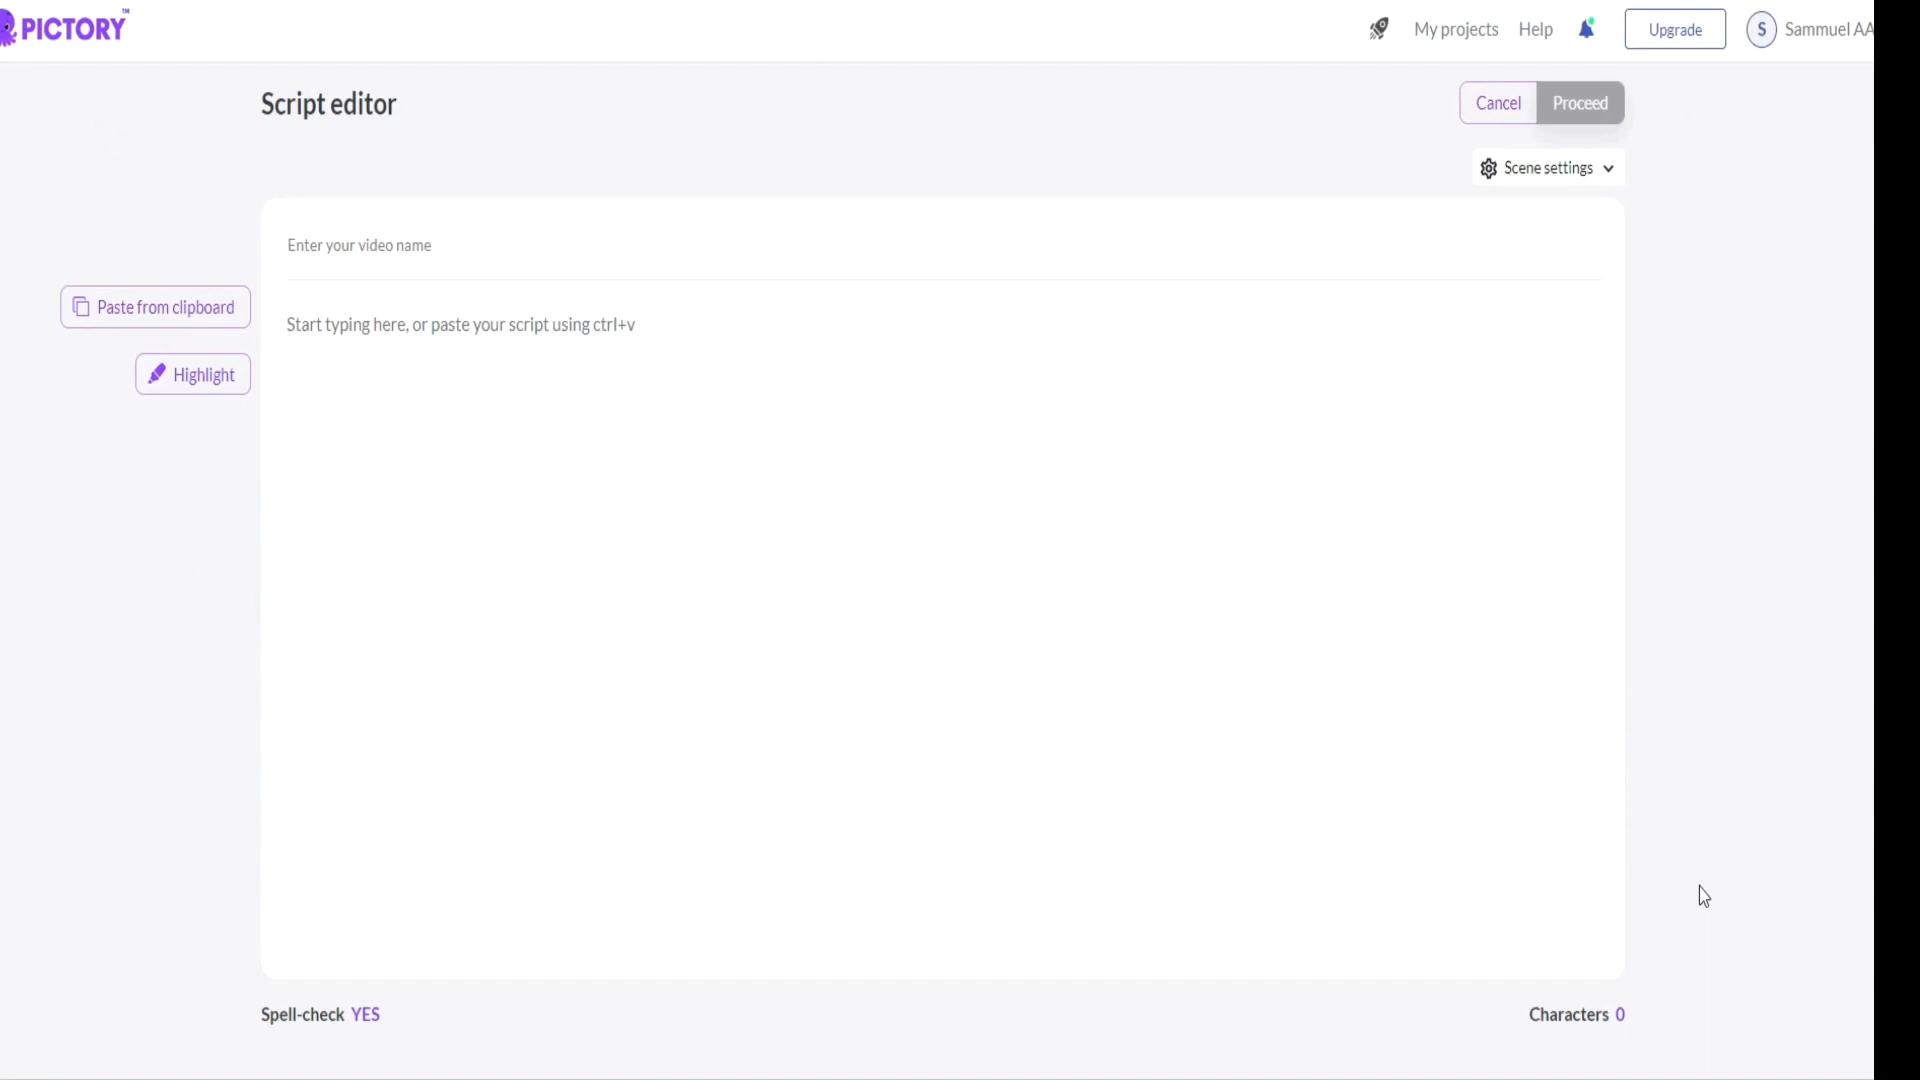 PICTORY™
My projects
Help
Upgrade
S
Sammuel AA
Script editor
Cancel
Proceed
Scene settings
Enter your video name
Paste from clipboard
Start typing here, or paste your script using ctrl+v
Highlight
Spell-check YES
Characters 0